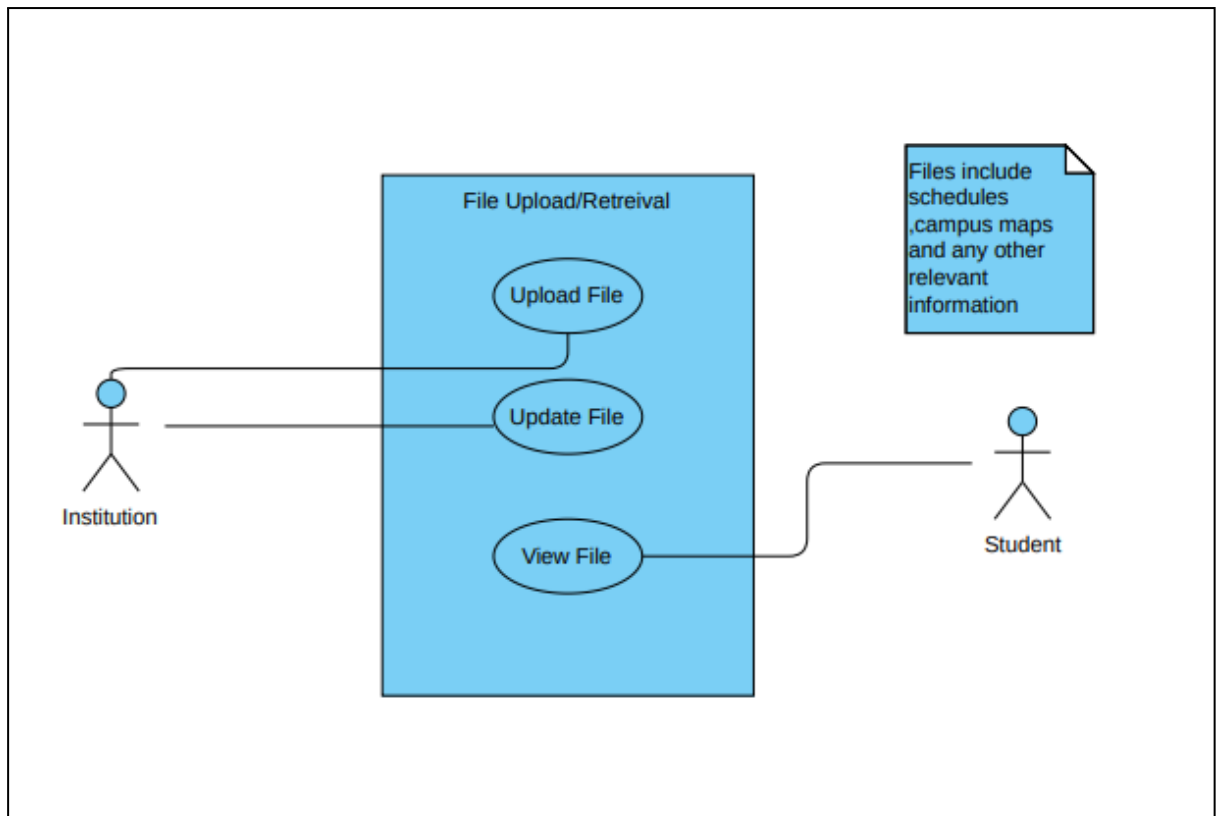 File Upload/Retreival
Files include
schedules
,campus maps
and any other
relevant
information
Upload File
Update File
Institution
View File
Student